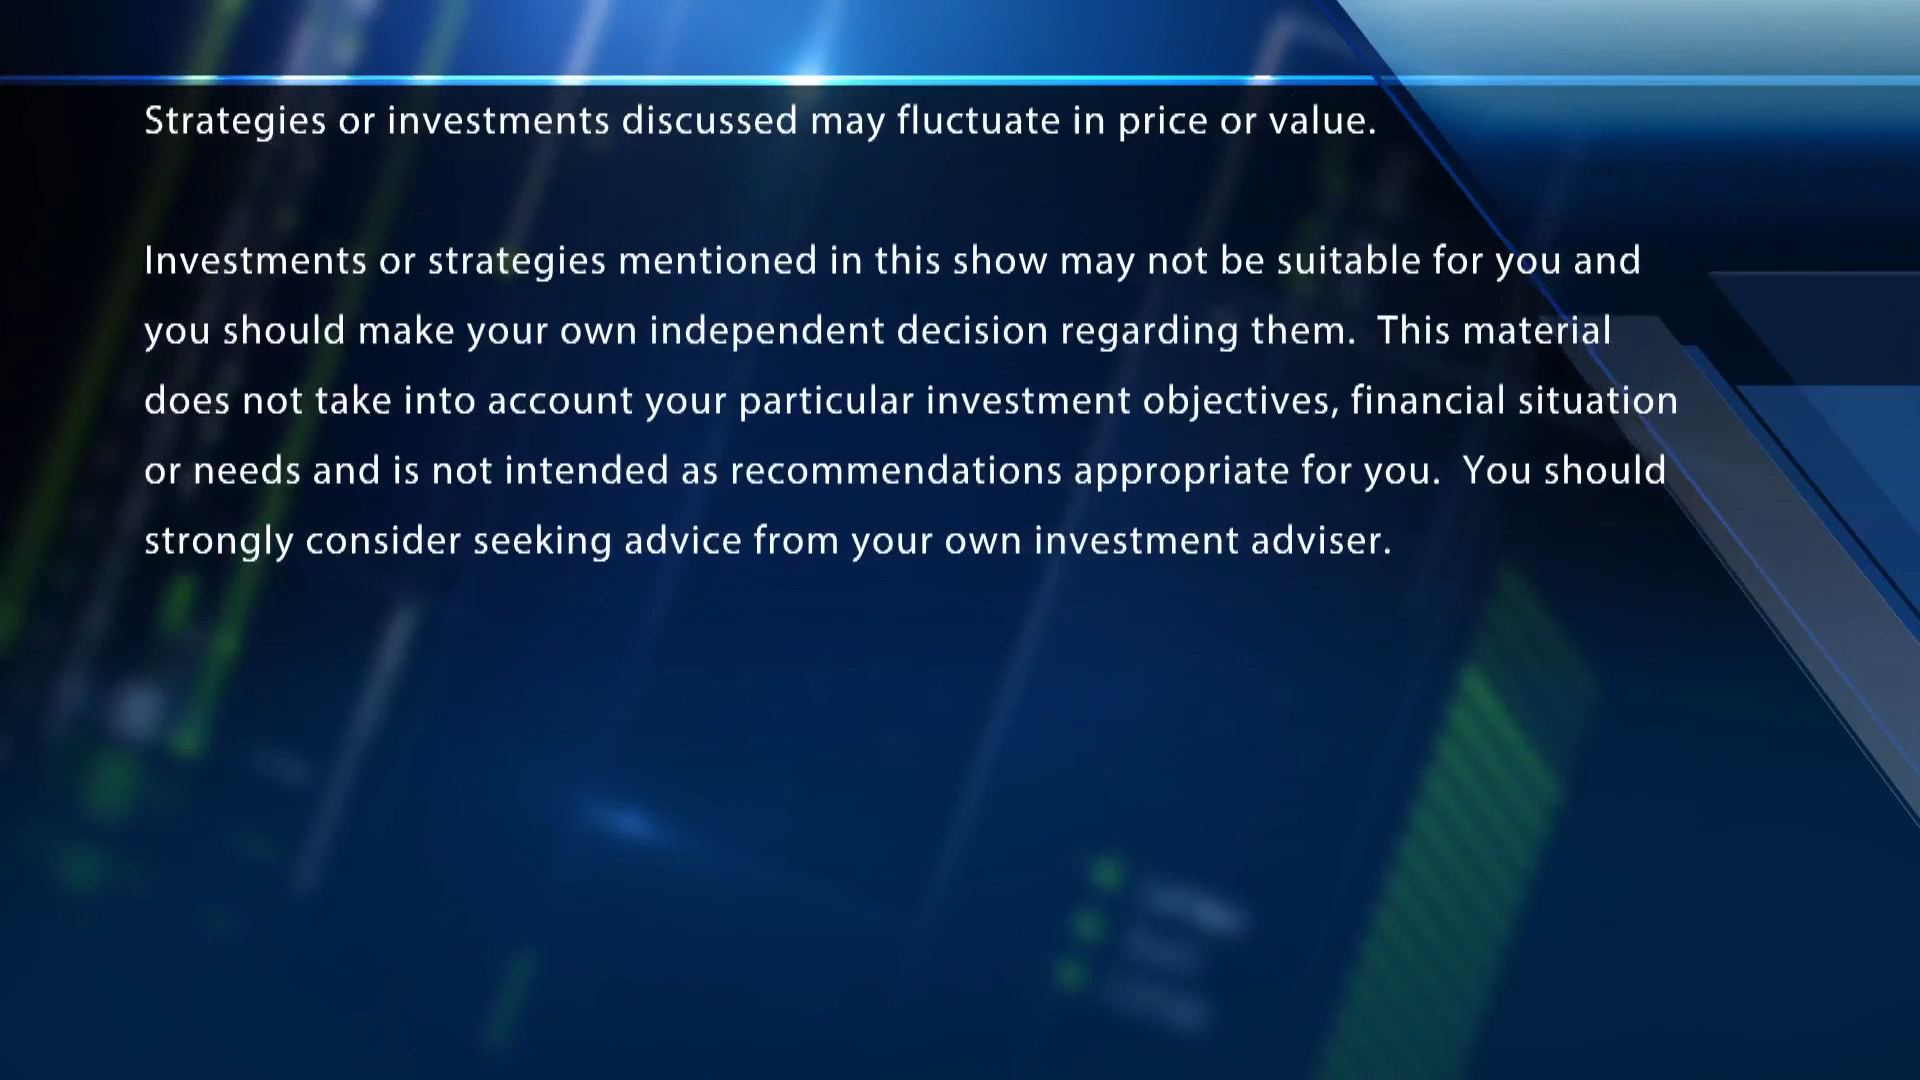 Strategies or investments discussed may fluctuate in price or value.
Investments or strategies mentioned in this show may not be suitable for you and
you should make your own independent decision regarding them.  This material
does not take into account your particular investment objectives, financial situation
or needs and is not intended as recommendations appropriate for you.  You should
strongly consider seeking advice from your own investment adviser.